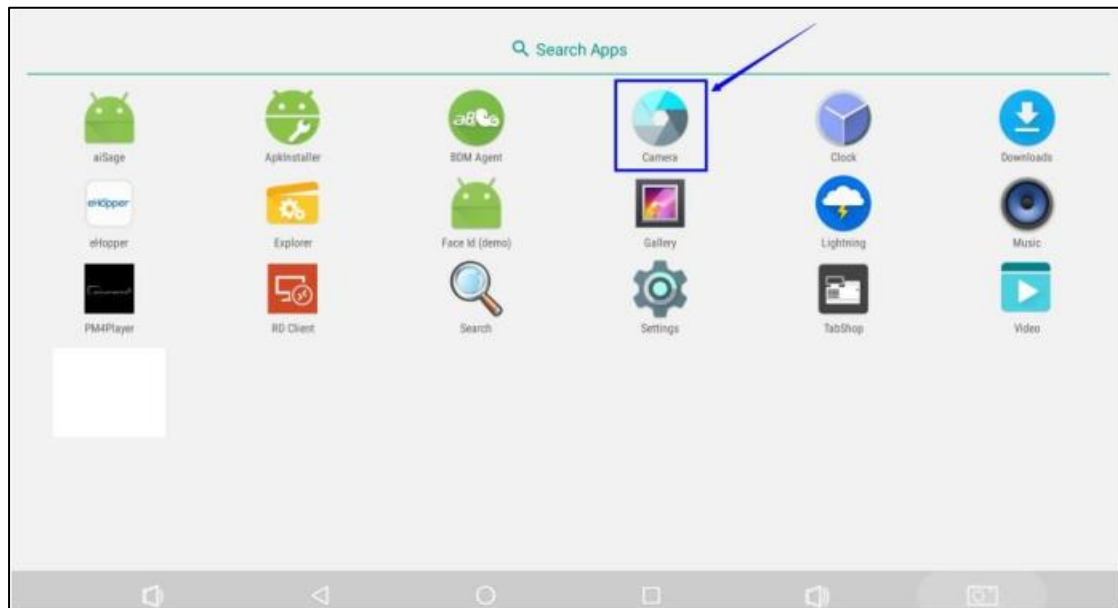 Search Apps
aiSage
ApkInstaller
BDM Agent
Camera
Clock
Downloads
eHopper
eHopper
Explorer
Face Id (demo)
Gallery
Lightning
Music
PM4Player
RD Client
Search
Settings
TabShop
Video